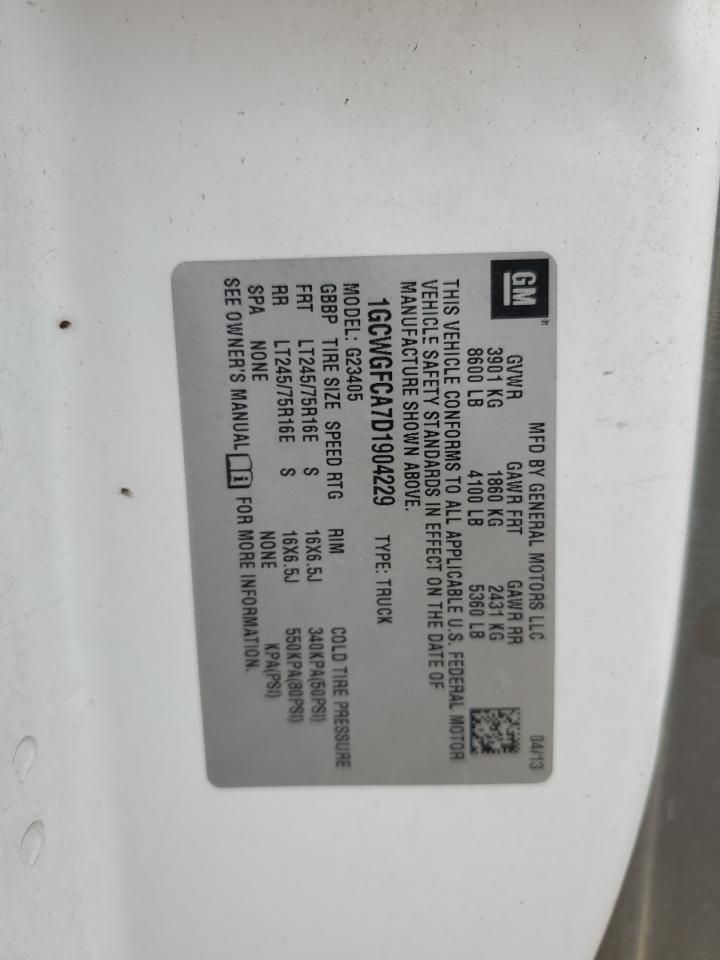 GM®
MFD BY GENERAL MOTORS LLC 04/13
GVWR GAWR FRT GAWR RR
3901 KG 1860 KG 2431 KG
8600 LB 4100 LB 5360 LB
THIS VEHICLE CONFORMS TO ALL APPLICABLE U.S. FEDERAL MOTOR
VEHICLE SAFETY STANDARDS IN EFFECT ON THE DATE OF
MANUFACTURE SHOWN ABOVE.
1GCWGFCA7D1904229 TYPE: TRUCK
MODEL: G23405
GBBP TIRE SIZE SPEED RTG RIM COLD TIRE PRESSURE
FRT LT245/75R16E S 16X6.5J 340KPA(50PSI)
RR LT245/75R16E S 16X6.5J 550KPA(80PSI)
SPA NONE NONE KPA(PSI)
SEE OWNER'S MANUAL i FOR MORE INFORMATION.